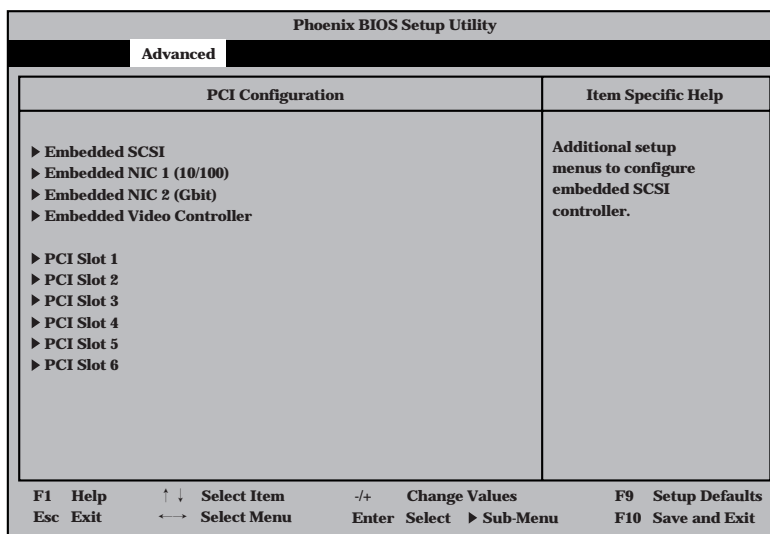 Phoenix BIOS Setup Utility
Advanced
PCI Configuration
Item Specific Help
▶ Embedded SCSI
▶ Embedded NIC 1 (10/100)
▶ Embedded NIC 2 (Gbit)
▶ Embedded Video Controller
▶ PCI Slot 1
▶ PCI Slot 2
▶ PCI Slot 3
▶ PCI Slot 4
▶ PCI Slot 5
▶ PCI Slot 6
Additional setup
menus to configure
embedded SCSI
controller.
F1 Help ↑ ↓ Select Item -/+ Change Values F9 Setup Defaults
Esc Exit ←→ Select Menu Enter Select ▶ Sub-Menu F10 Save and Exit